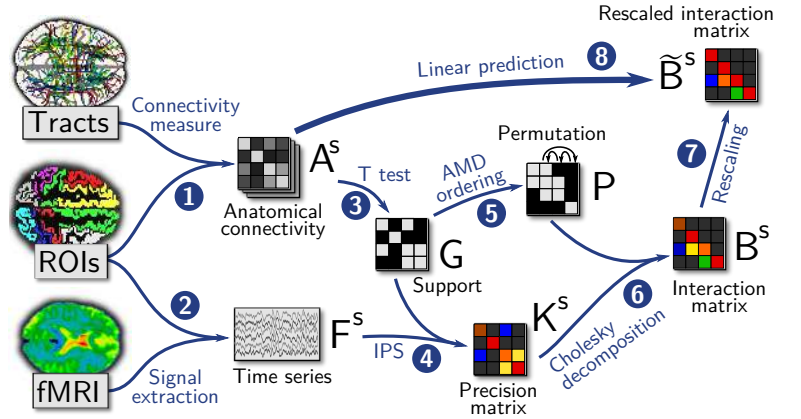 Rescaled interaction
matrix
B̃ˢ
8
Linear prediction
Connectivity
measure
Tracts
1
Aˢ
Anatomical
connectivity
T test
3
AMD
ordering
5
Permutation
P
7
Rescaling
G
Support
Bˢ
Interaction
matrix
6
Cholesky
decomposition
ROIs
2
Fˢ
Time series
IPS
4
Kˢ
Precision
matrix
fMRI
Signal
extraction